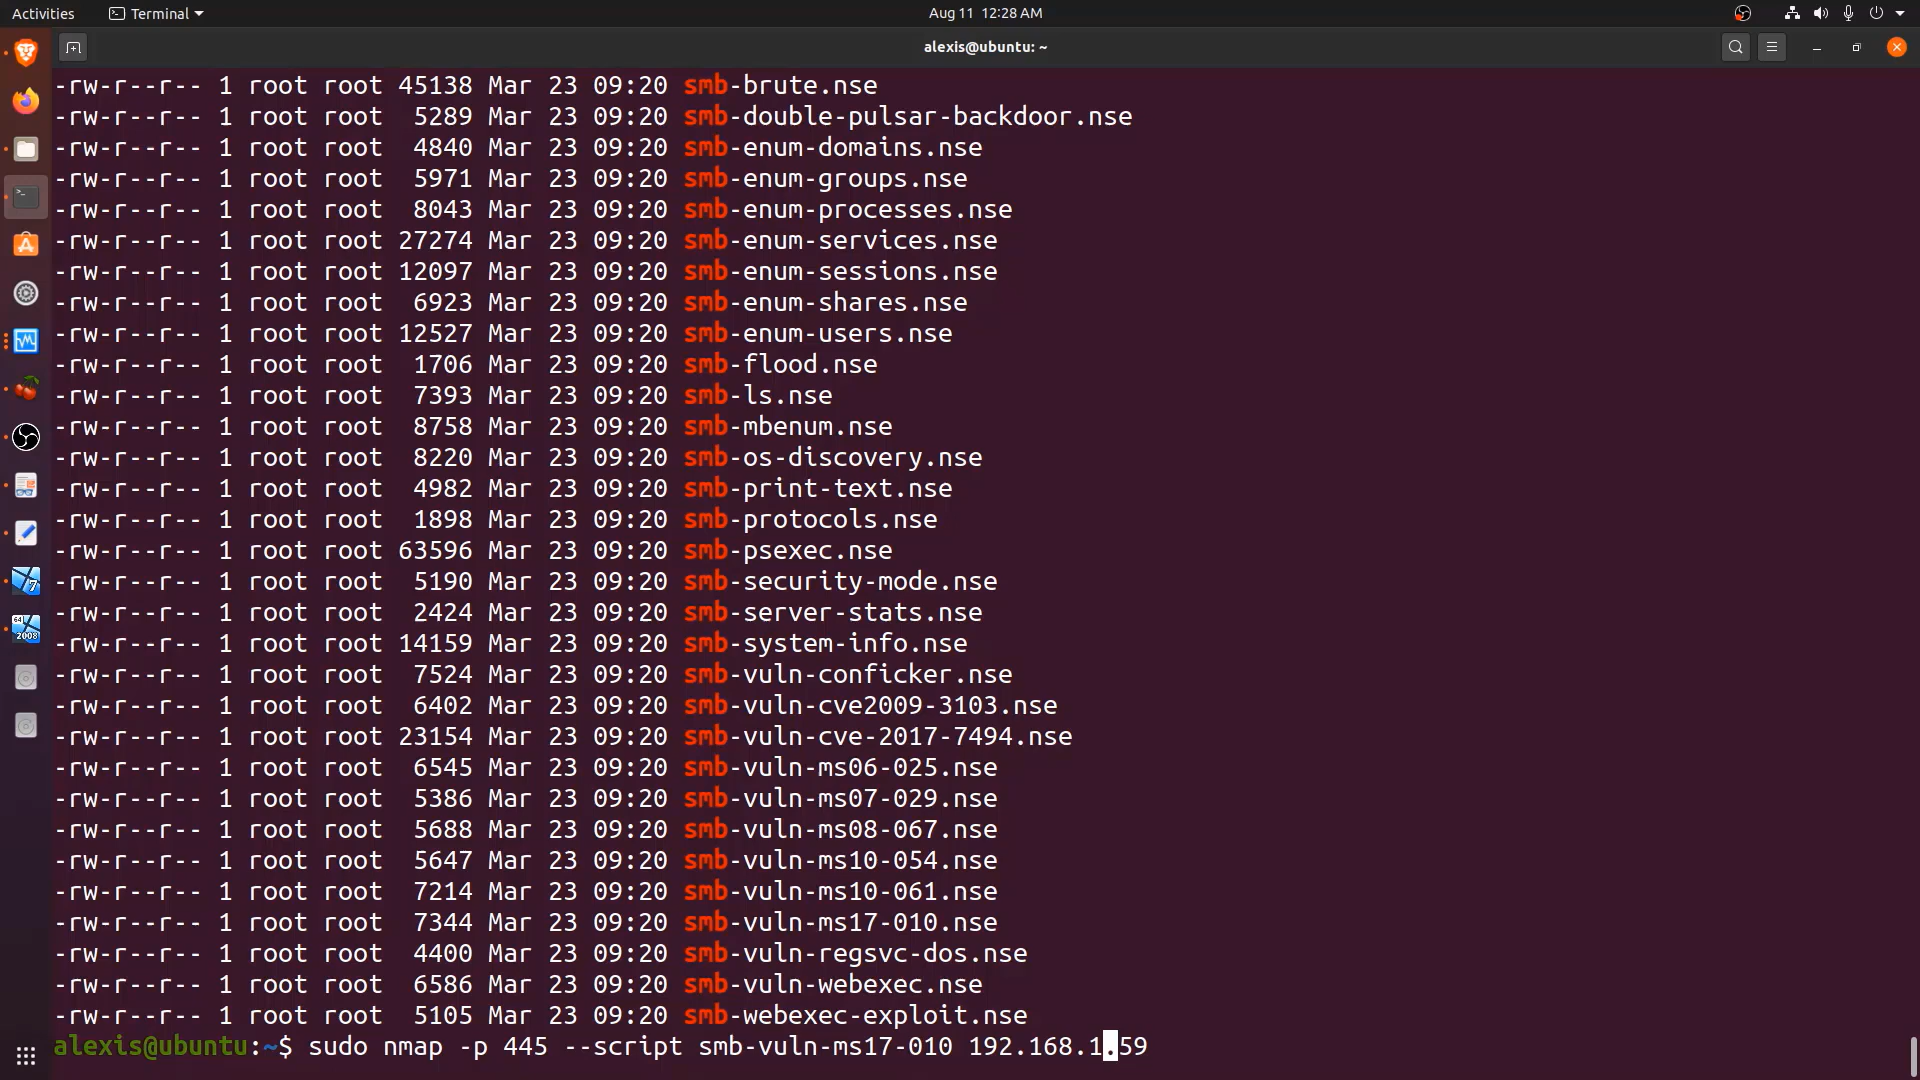 Activities Terminal Aug 11 12:28 AM
alexis@ubuntu: ~
-rw-r--r-- 1 root root 45138 Mar 23 09:20 smb-brute.nse
-rw-r--r-- 1 root root 5289 Mar 23 09:20 smb-double-pulsar-backdoor.nse
-rw-r--r-- 1 root root 4840 Mar 23 09:20 smb-enum-domains.nse
-rw-r--r-- 1 root root 5971 Mar 23 09:20 smb-enum-groups.nse
-rw-r--r-- 1 root root 8043 Mar 23 09:20 smb-enum-processes.nse
-rw-r--r-- 1 root root 27274 Mar 23 09:20 smb-enum-services.nse
-rw-r--r-- 1 root root 12097 Mar 23 09:20 smb-enum-sessions.nse
-rw-r--r-- 1 root root 6923 Mar 23 09:20 smb-enum-shares.nse
-rw-r--r-- 1 root root 12527 Mar 23 09:20 smb-enum-users.nse
-rw-r--r-- 1 root root 1706 Mar 23 09:20 smb-flood.nse
-rw-r--r-- 1 root root 7393 Mar 23 09:20 smb-ls.nse
-rw-r--r-- 1 root root 8758 Mar 23 09:20 smb-mbenum.nse
-rw-r--r-- 1 root root 8220 Mar 23 09:20 smb-os-discovery.nse
-rw-r--r-- 1 root root 4982 Mar 23 09:20 smb-print-text.nse
-rw-r--r-- 1 root root 1898 Mar 23 09:20 smb-protocols.nse
-rw-r--r-- 1 root root 63596 Mar 23 09:20 smb-psexec.nse
-rw-r--r-- 1 root root 5190 Mar 23 09:20 smb-security-mode.nse
-rw-r--r-- 1 root root 2424 Mar 23 09:20 smb-server-stats.nse
-rw-r--r-- 1 root root 14159 Mar 23 09:20 smb-system-info.nse
-rw-r--r-- 1 root root 7524 Mar 23 09:20 smb-vuln-conficker.nse
-rw-r--r-- 1 root root 6402 Mar 23 09:20 smb-vuln-cve2009-3103.nse
-rw-r--r-- 1 root root 23154 Mar 23 09:20 smb-vuln-cve-2017-7494.nse
-rw-r--r-- 1 root root 6545 Mar 23 09:20 smb-vuln-ms06-025.nse
-rw-r--r-- 1 root root 5386 Mar 23 09:20 smb-vuln-ms07-029.nse
-rw-r--r-- 1 root root 5688 Mar 23 09:20 smb-vuln-ms08-067.nse
-rw-r--r-- 1 root root 5647 Mar 23 09:20 smb-vuln-ms10-054.nse
-rw-r--r-- 1 root root 7214 Mar 23 09:20 smb-vuln-ms10-061.nse
-rw-r--r-- 1 root root 7344 Mar 23 09:20 smb-vuln-ms17-010.nse
-rw-r--r-- 1 root root 4400 Mar 23 09:20 smb-vuln-regsvc-dos.nse
-rw-r--r-- 1 root root 6586 Mar 23 09:20 smb-vuln-webexec.nse
-rw-r--r-- 1 root root 5105 Mar 23 09:20 smb-webexec-exploit.nse
alexis@ubuntu:~$ sudo nmap -p 445 --script smb-vuln-ms17-010 192.168.1.59
7
64
2008